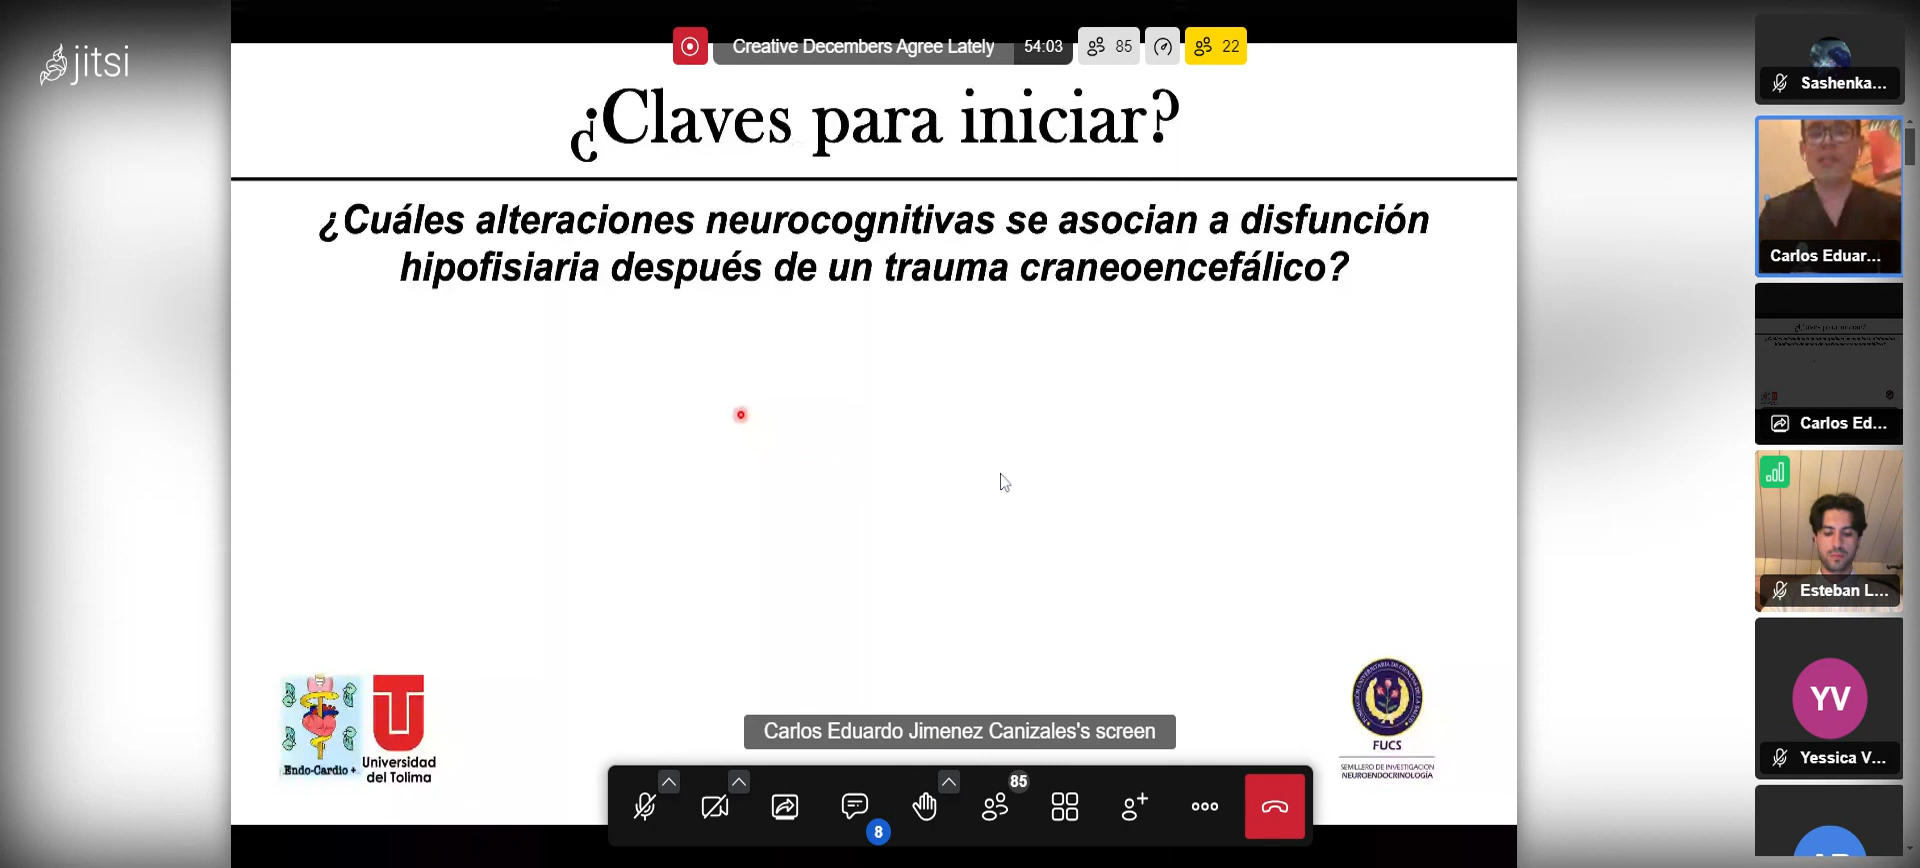 jitsi
Creative Decembers Agree Lately
54:03
85
22
¿Claves para iniciar?
¿Cuáles alteraciones neurocognitivas se asocian a disfunción
hipofisiaria después de un trauma craneoencefálico?
Endo-Cardio +
Universidad
del Tolima
FUCS
SEMILLERO DE INVESTIGACION
NEUROENDOCRINOLOGÍA
Carlos Eduardo Jimenez Canizales's screen
8
85
Sashenka...
Carlos Eduar...
Carlos Ed...
Esteban L...
YV
Yessica V...